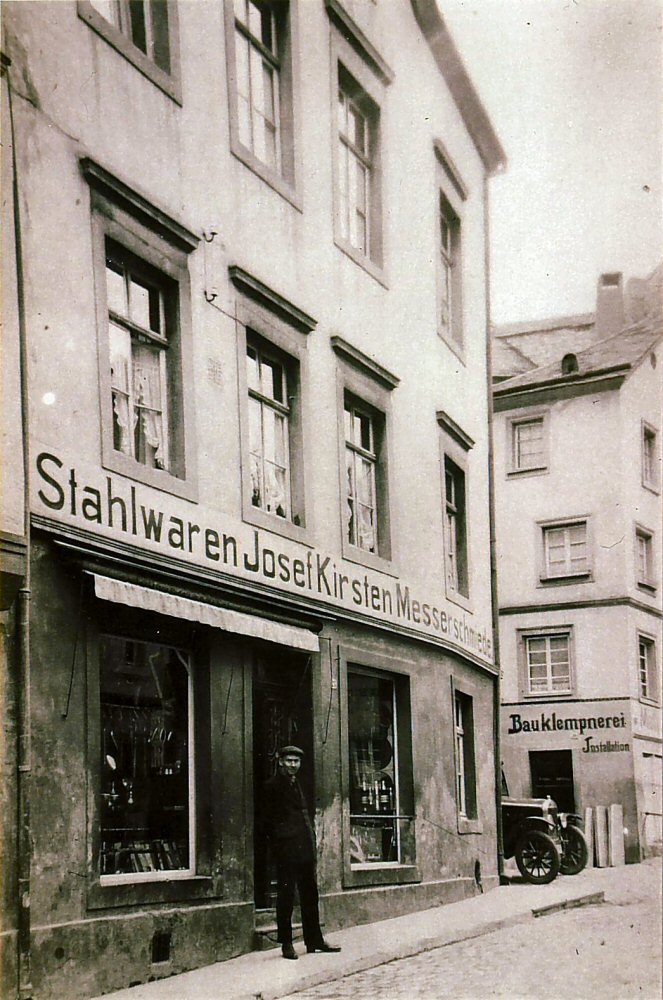 Stahlwaren Josef Kirsten Messerschmiede
Bauklempnerei
Installation